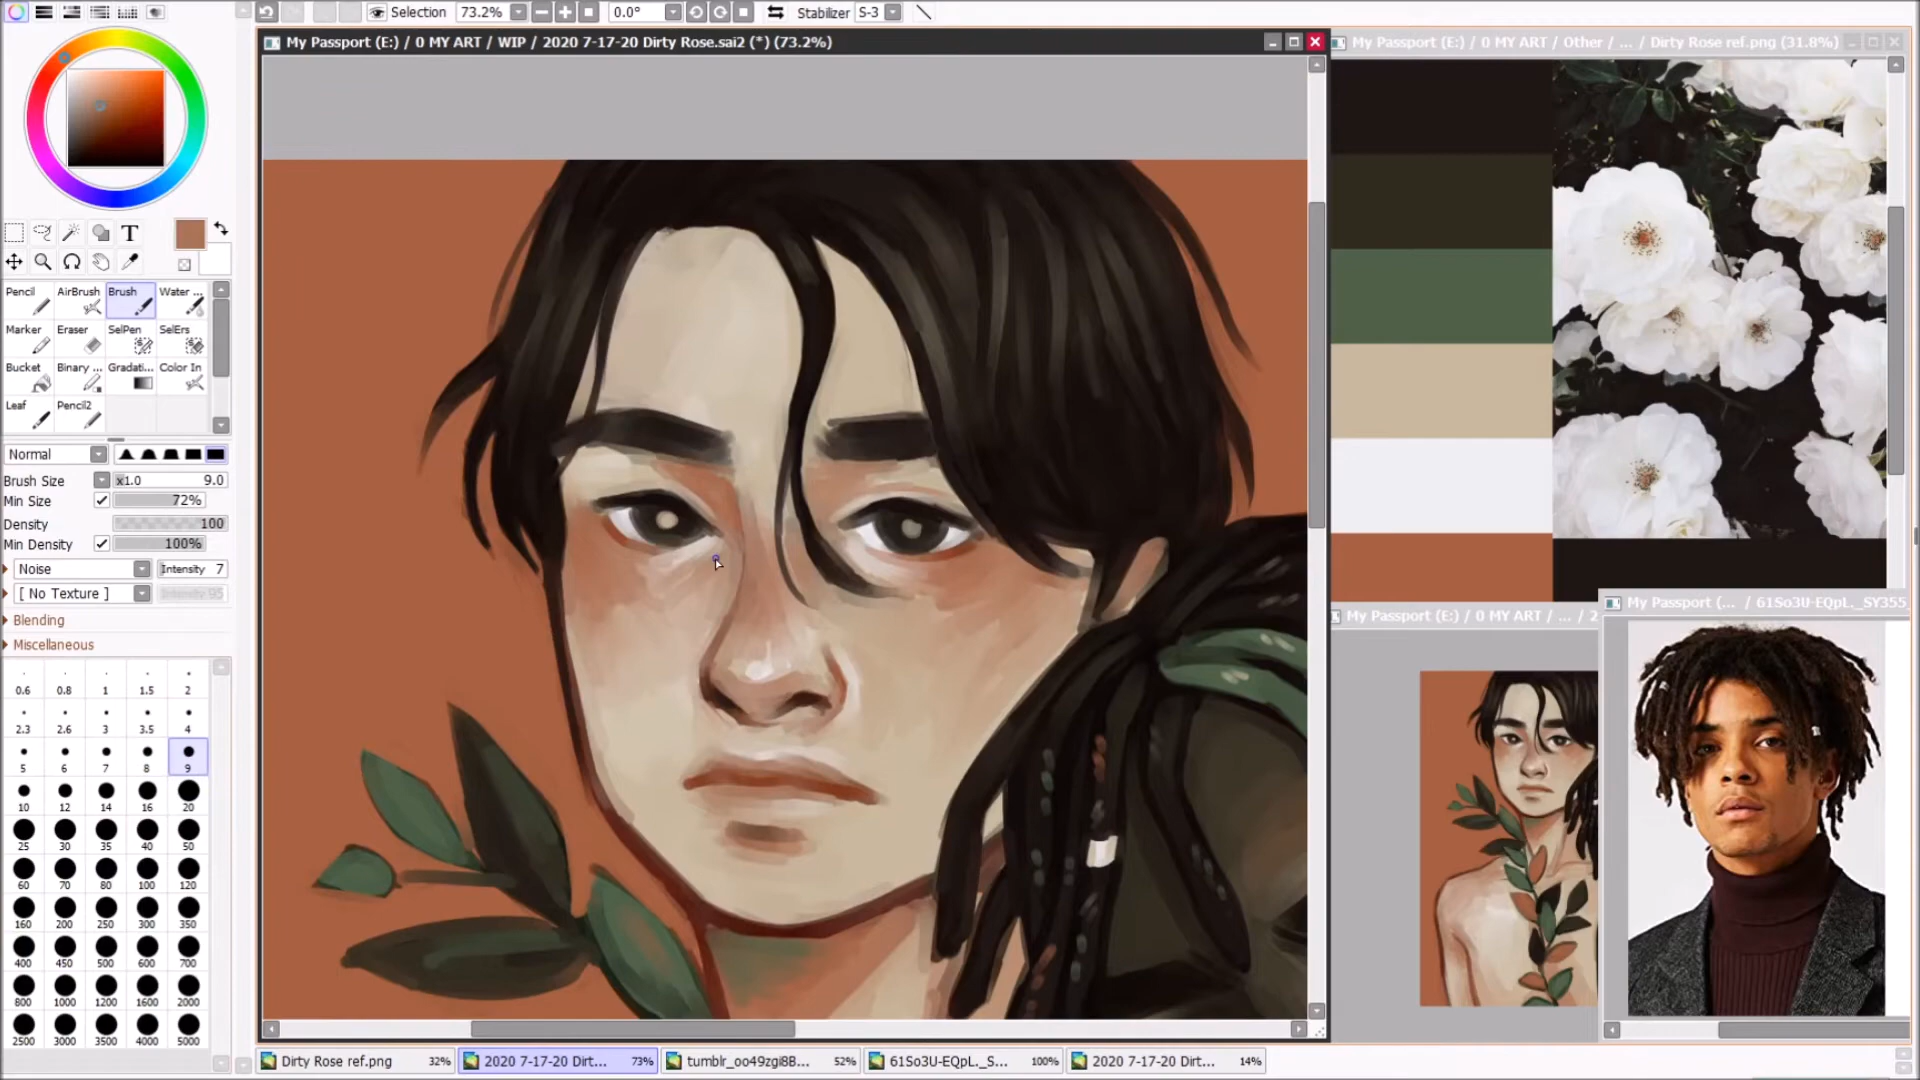 Selection 73.2% 0.0° Stabilizer S-3
My Passport (E:) / 0 MY ART / WIP / 2020 7-17-20 Dirty Rose.sai2 (*) (73.2%)
My Passport (E:) / 0 MY ART / Other / ... / Dirty Rose ref.png (31.8%)
T
Pencil AirBrush Brush Water ...
Marker Eraser SelPen SelErs
Bucket Binary ... Gradati... Color In
Leaf Pencil2
Normal
Brush Size x1.0 9.0
Min Size 72%
Density 100
Min Density 100%
Noise Intensity 7
[ No Texture ] Intensity 95
Blending
Miscellaneous
0.6 0.8 1 1.5 2
2.3 2.6 3 3.5 4
5 6 7 8 9
10 12 14 16 20
25 30 35 40 50
60 70 80 100 120
160 200 250 300 350
400 450 500 600 700
800 1000 1200 1600 2000
2500 3000 3500 4000 5000
My Passport (E:) / 0 MY ART / ... / 2
My Passport (... / 61So3U-EQpL._SY355_
Dirty Rose ref.png 32%
2020 7-17-20 Dirt... 73%
tumblr_oo49zgi8B... 52%
61So3U-EQpL._S... 100%
2020 7-17-20 Dirt... 14%